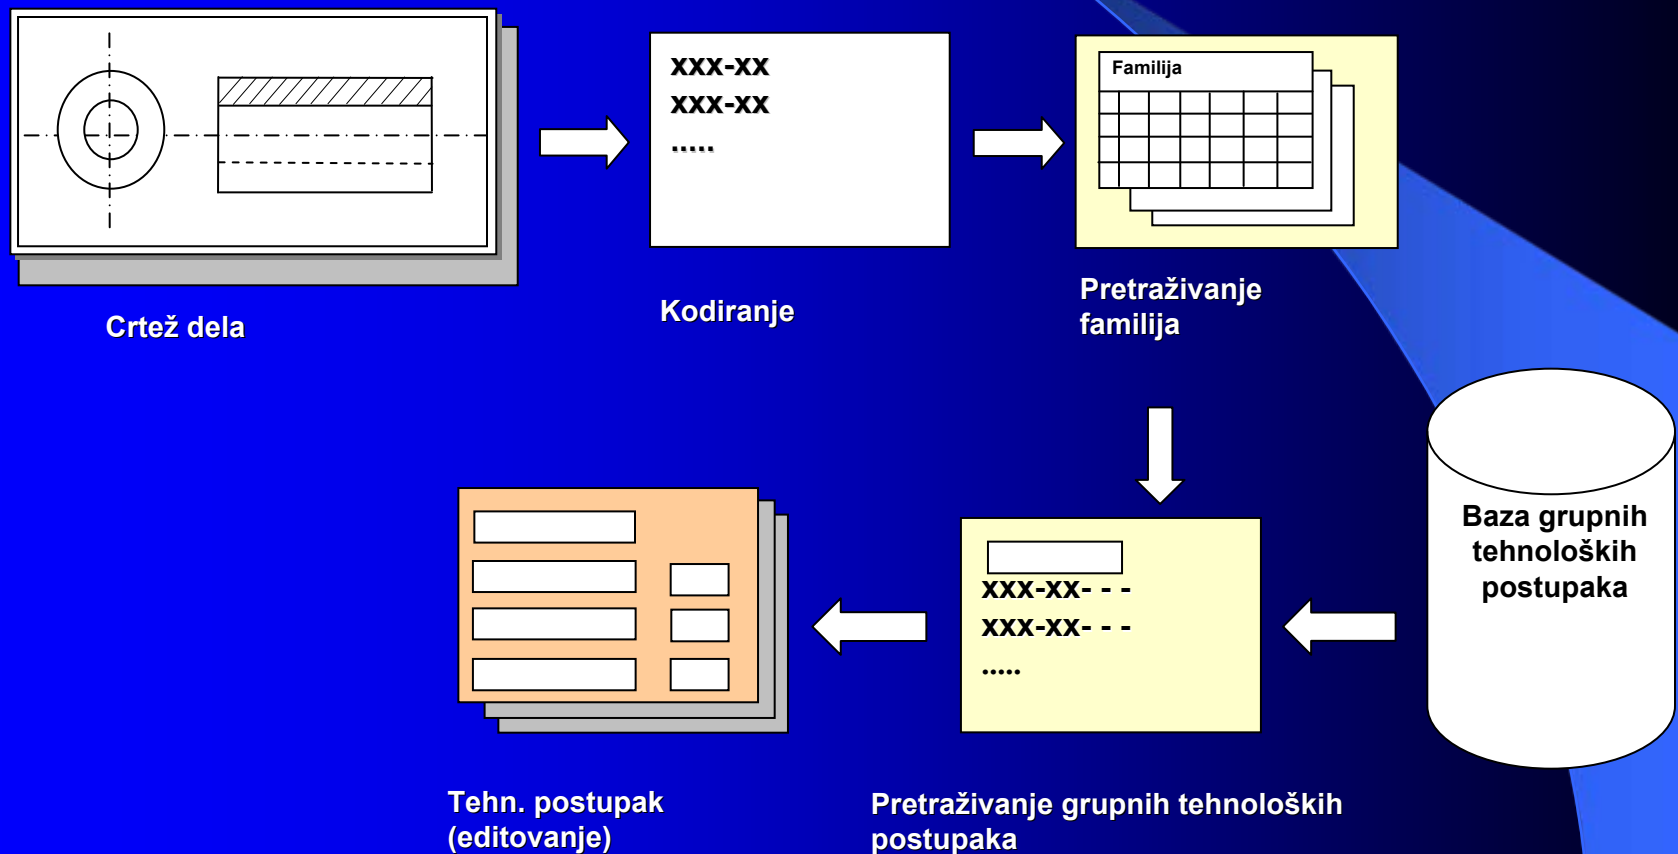 Crtež dela
xxx-xx
xxx-xx
.....
Kodiranje
Familija
Pretraživanje
familija
Baza grupnih
tehnoloških
postupaka
xxx-xx- - -
xxx-xx- - -
.....
Pretraživanje grupnih tehnoloških
postupaka
Tehn. postupak
(editovanje)